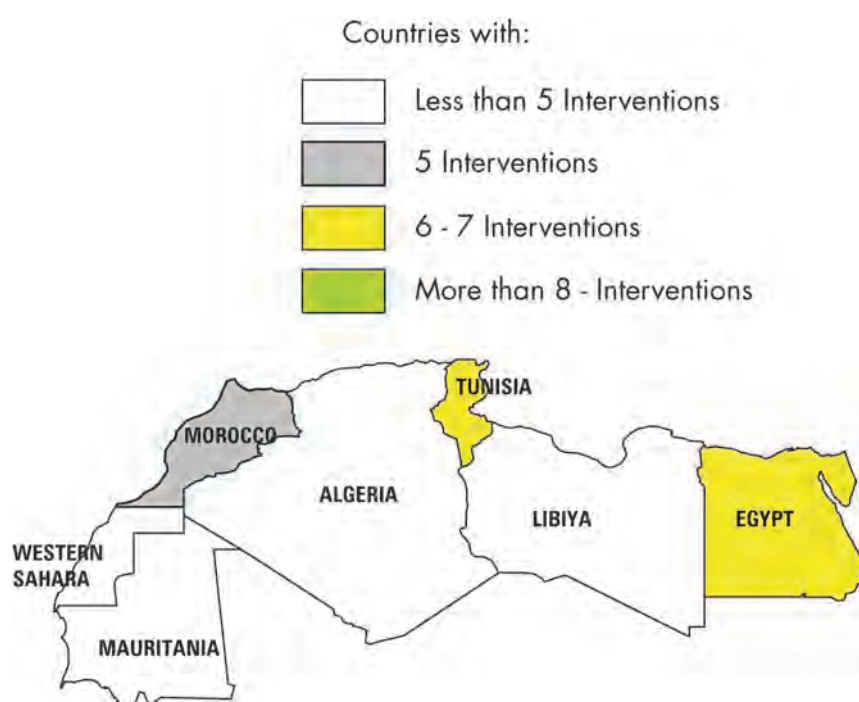 Countries with:
Less than 5 Interventions
5 Interventions
6 - 7 Interventions
More than 8 - Interventions
TUNISIA
MOROCCO
ALGERIA
LIBIYA
EGYPT
WESTERN
SAHARA
MAURITANIA